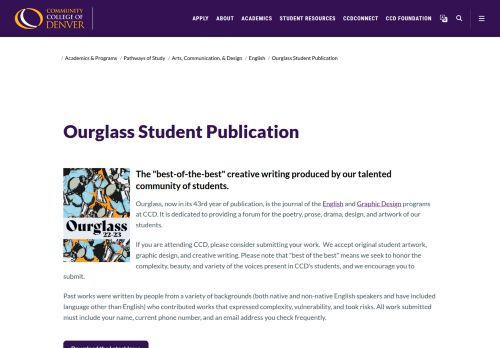 COMMUNITY
COLLEGE OF
DENVER
APPLY ABOUT ACADEMICS STUDENT RESOURCES CCDCONNECT CCD FOUNDATION
/ Academics & Programs / Pathways of Study / Arts, Communication, & Design / English / Ourglass Student Publication
Ourglass Student Publication
Ourglass
22-23
The "best-of-the-best" creative writing produced by our talented
community of students.
Ourglass, now in its 43rd year of publication, is the journal of the English and Graphic Design programs
at CCD. It is dedicated to providing a forum for the poetry, prose, drama, design, and artwork of our
students.
If you are attending CCD, please consider submitting your work. We accept original student artwork,
graphic design, and creative writing. Please note that "best of the best" means we seek to honor the
complexity, beauty, and variety of the voices present in CCD's students, and we encourage you to
submit.
Past works were written by people from a variety of backgrounds (both native and non-native English speakers and have included
language other than English) who contributed works that expressed complexity, vulnerability, and took risks. All work submitted
must include your name, current phone number, and an email address you check frequently.